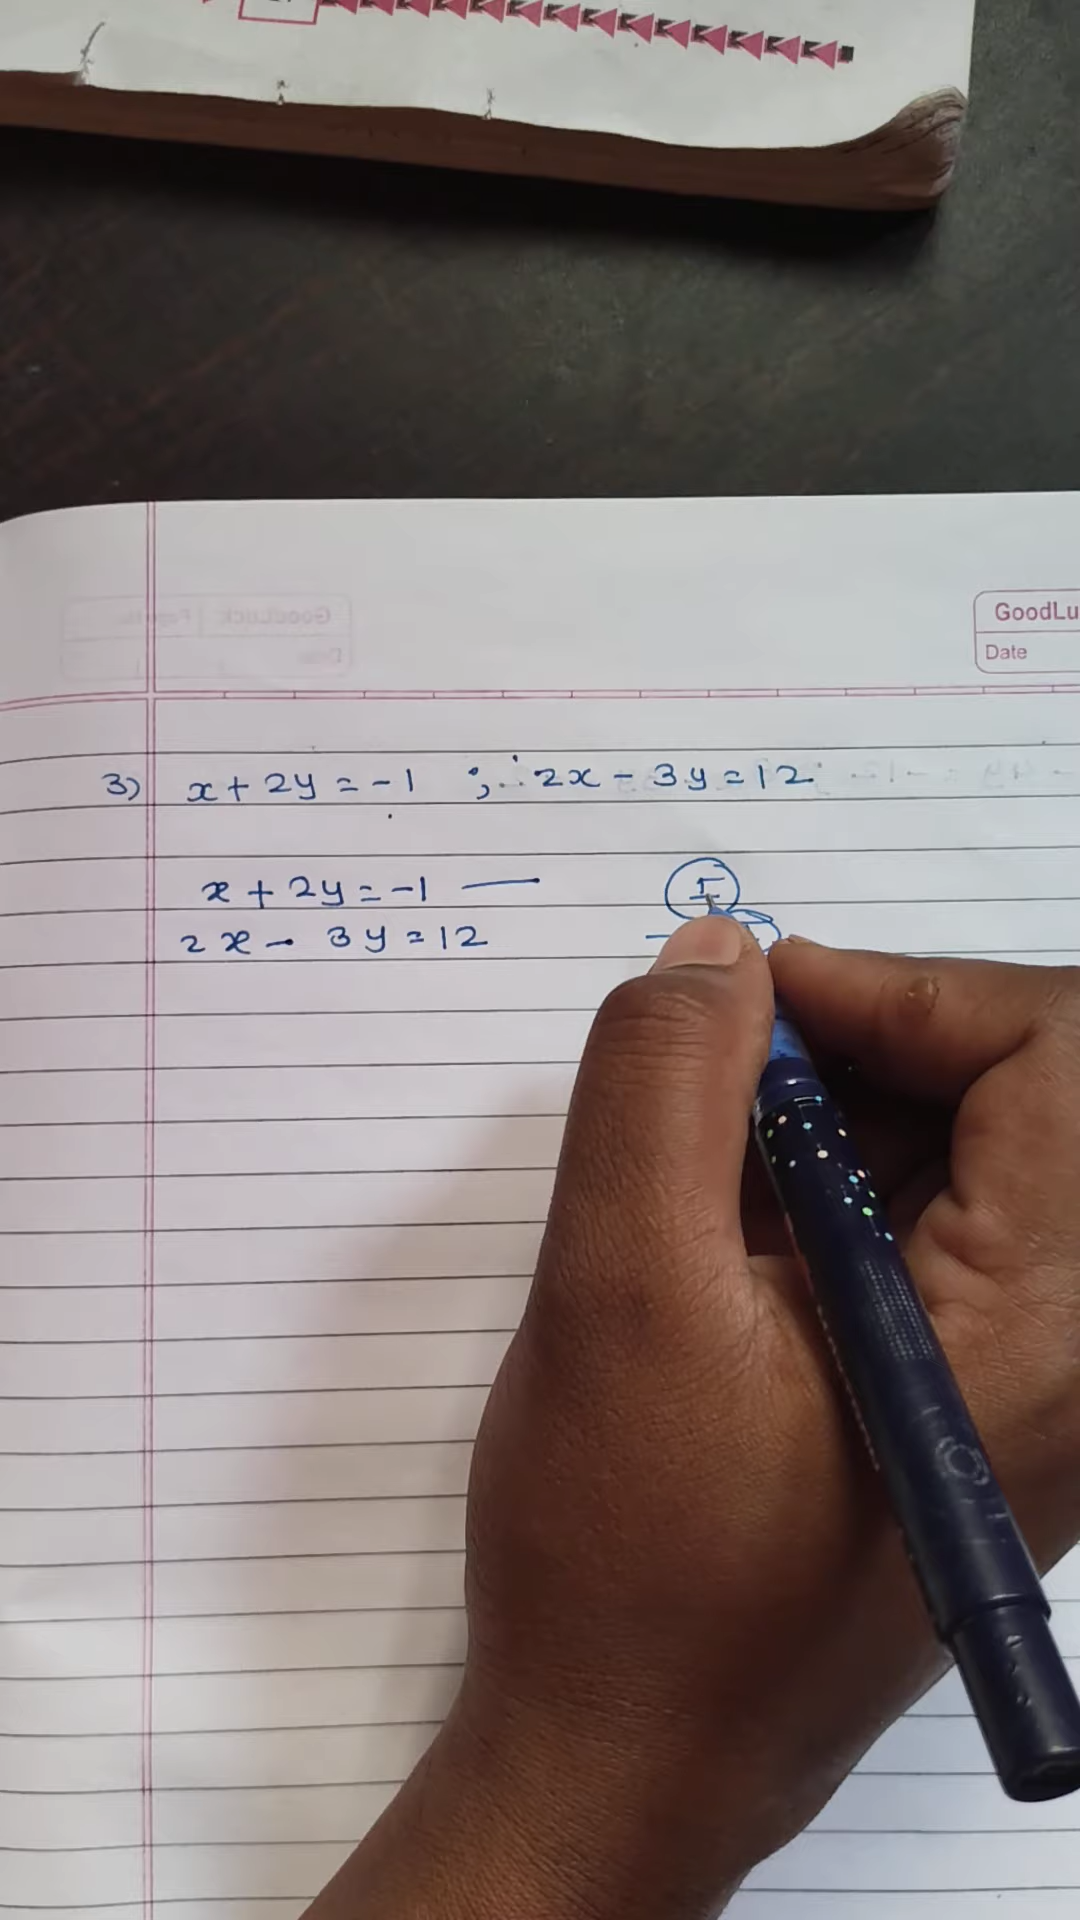 GoodLu
Date
3) x + 2y = -1 ; 2x - 3y = 12
x + 2y = -1 — I
2x - 3y = 12 —